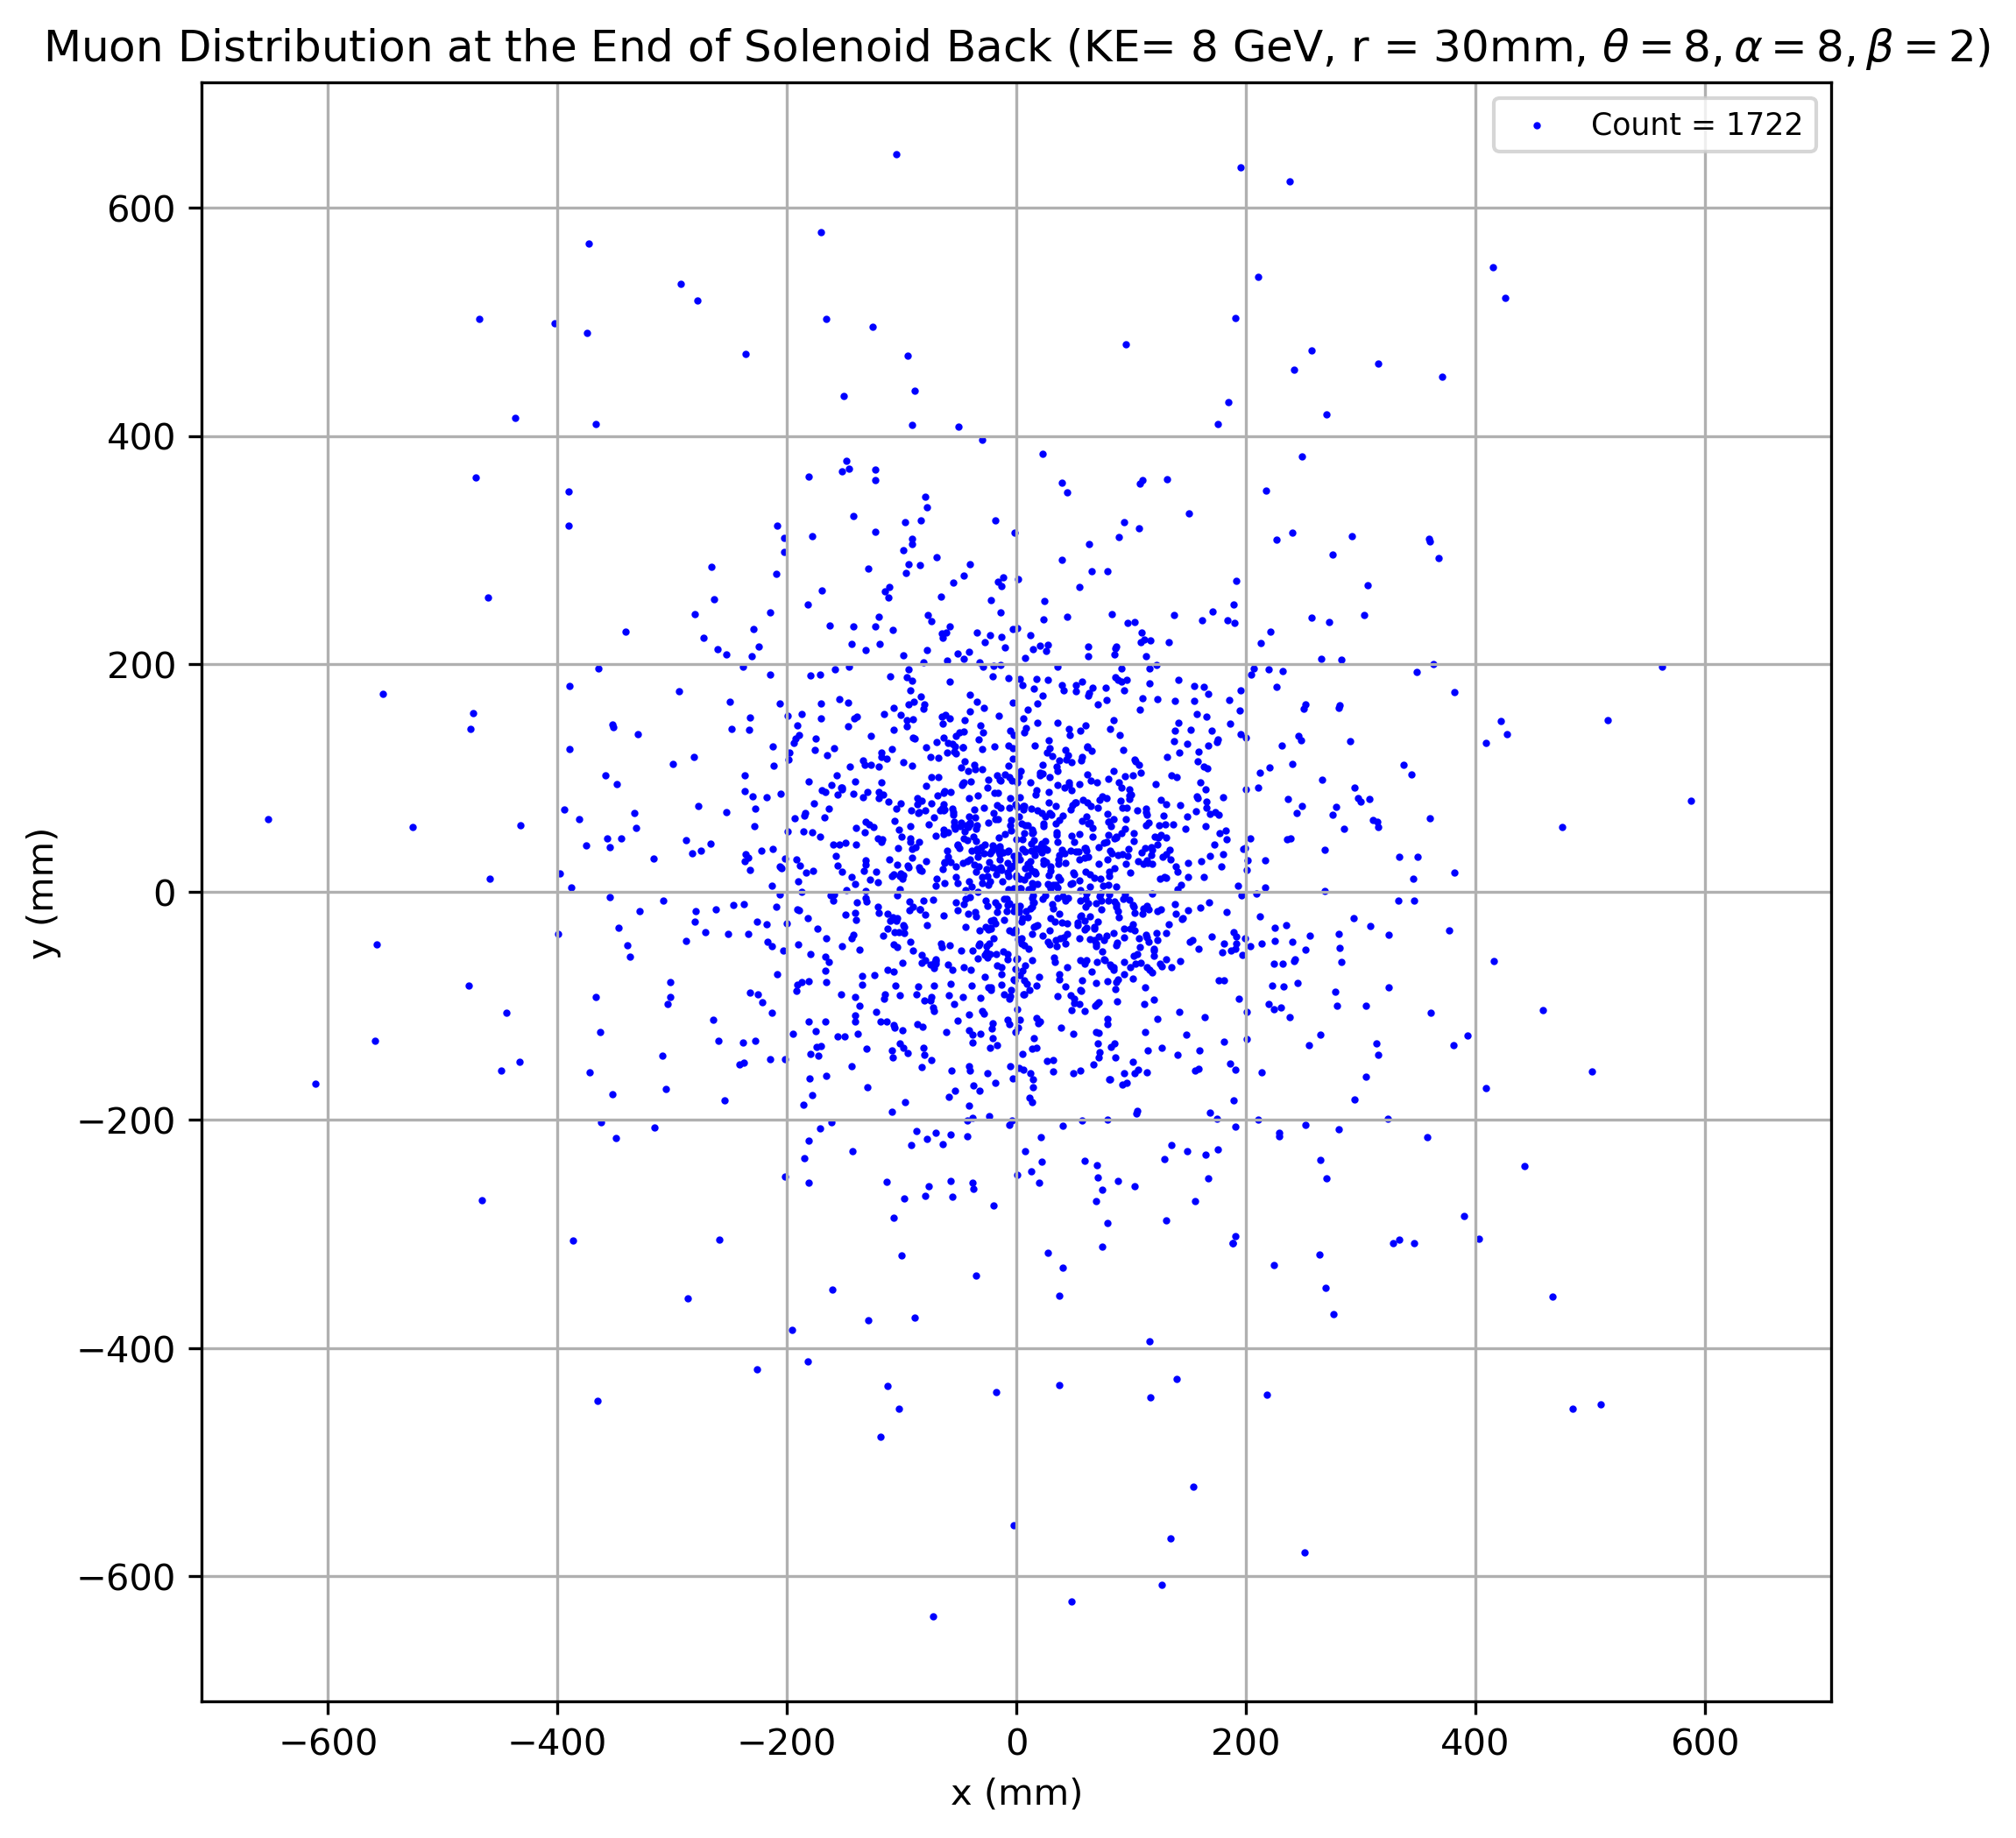 Muon Distribution at the End of Solenoid Back (KE= 8 GeV, r = 30mm, θ = 8, α = 8, β = 2)
Count = 1722
600
400
200
0
−200
−400
−600
y (mm)
−600 −400 −200 0 200 400 600
x (mm)